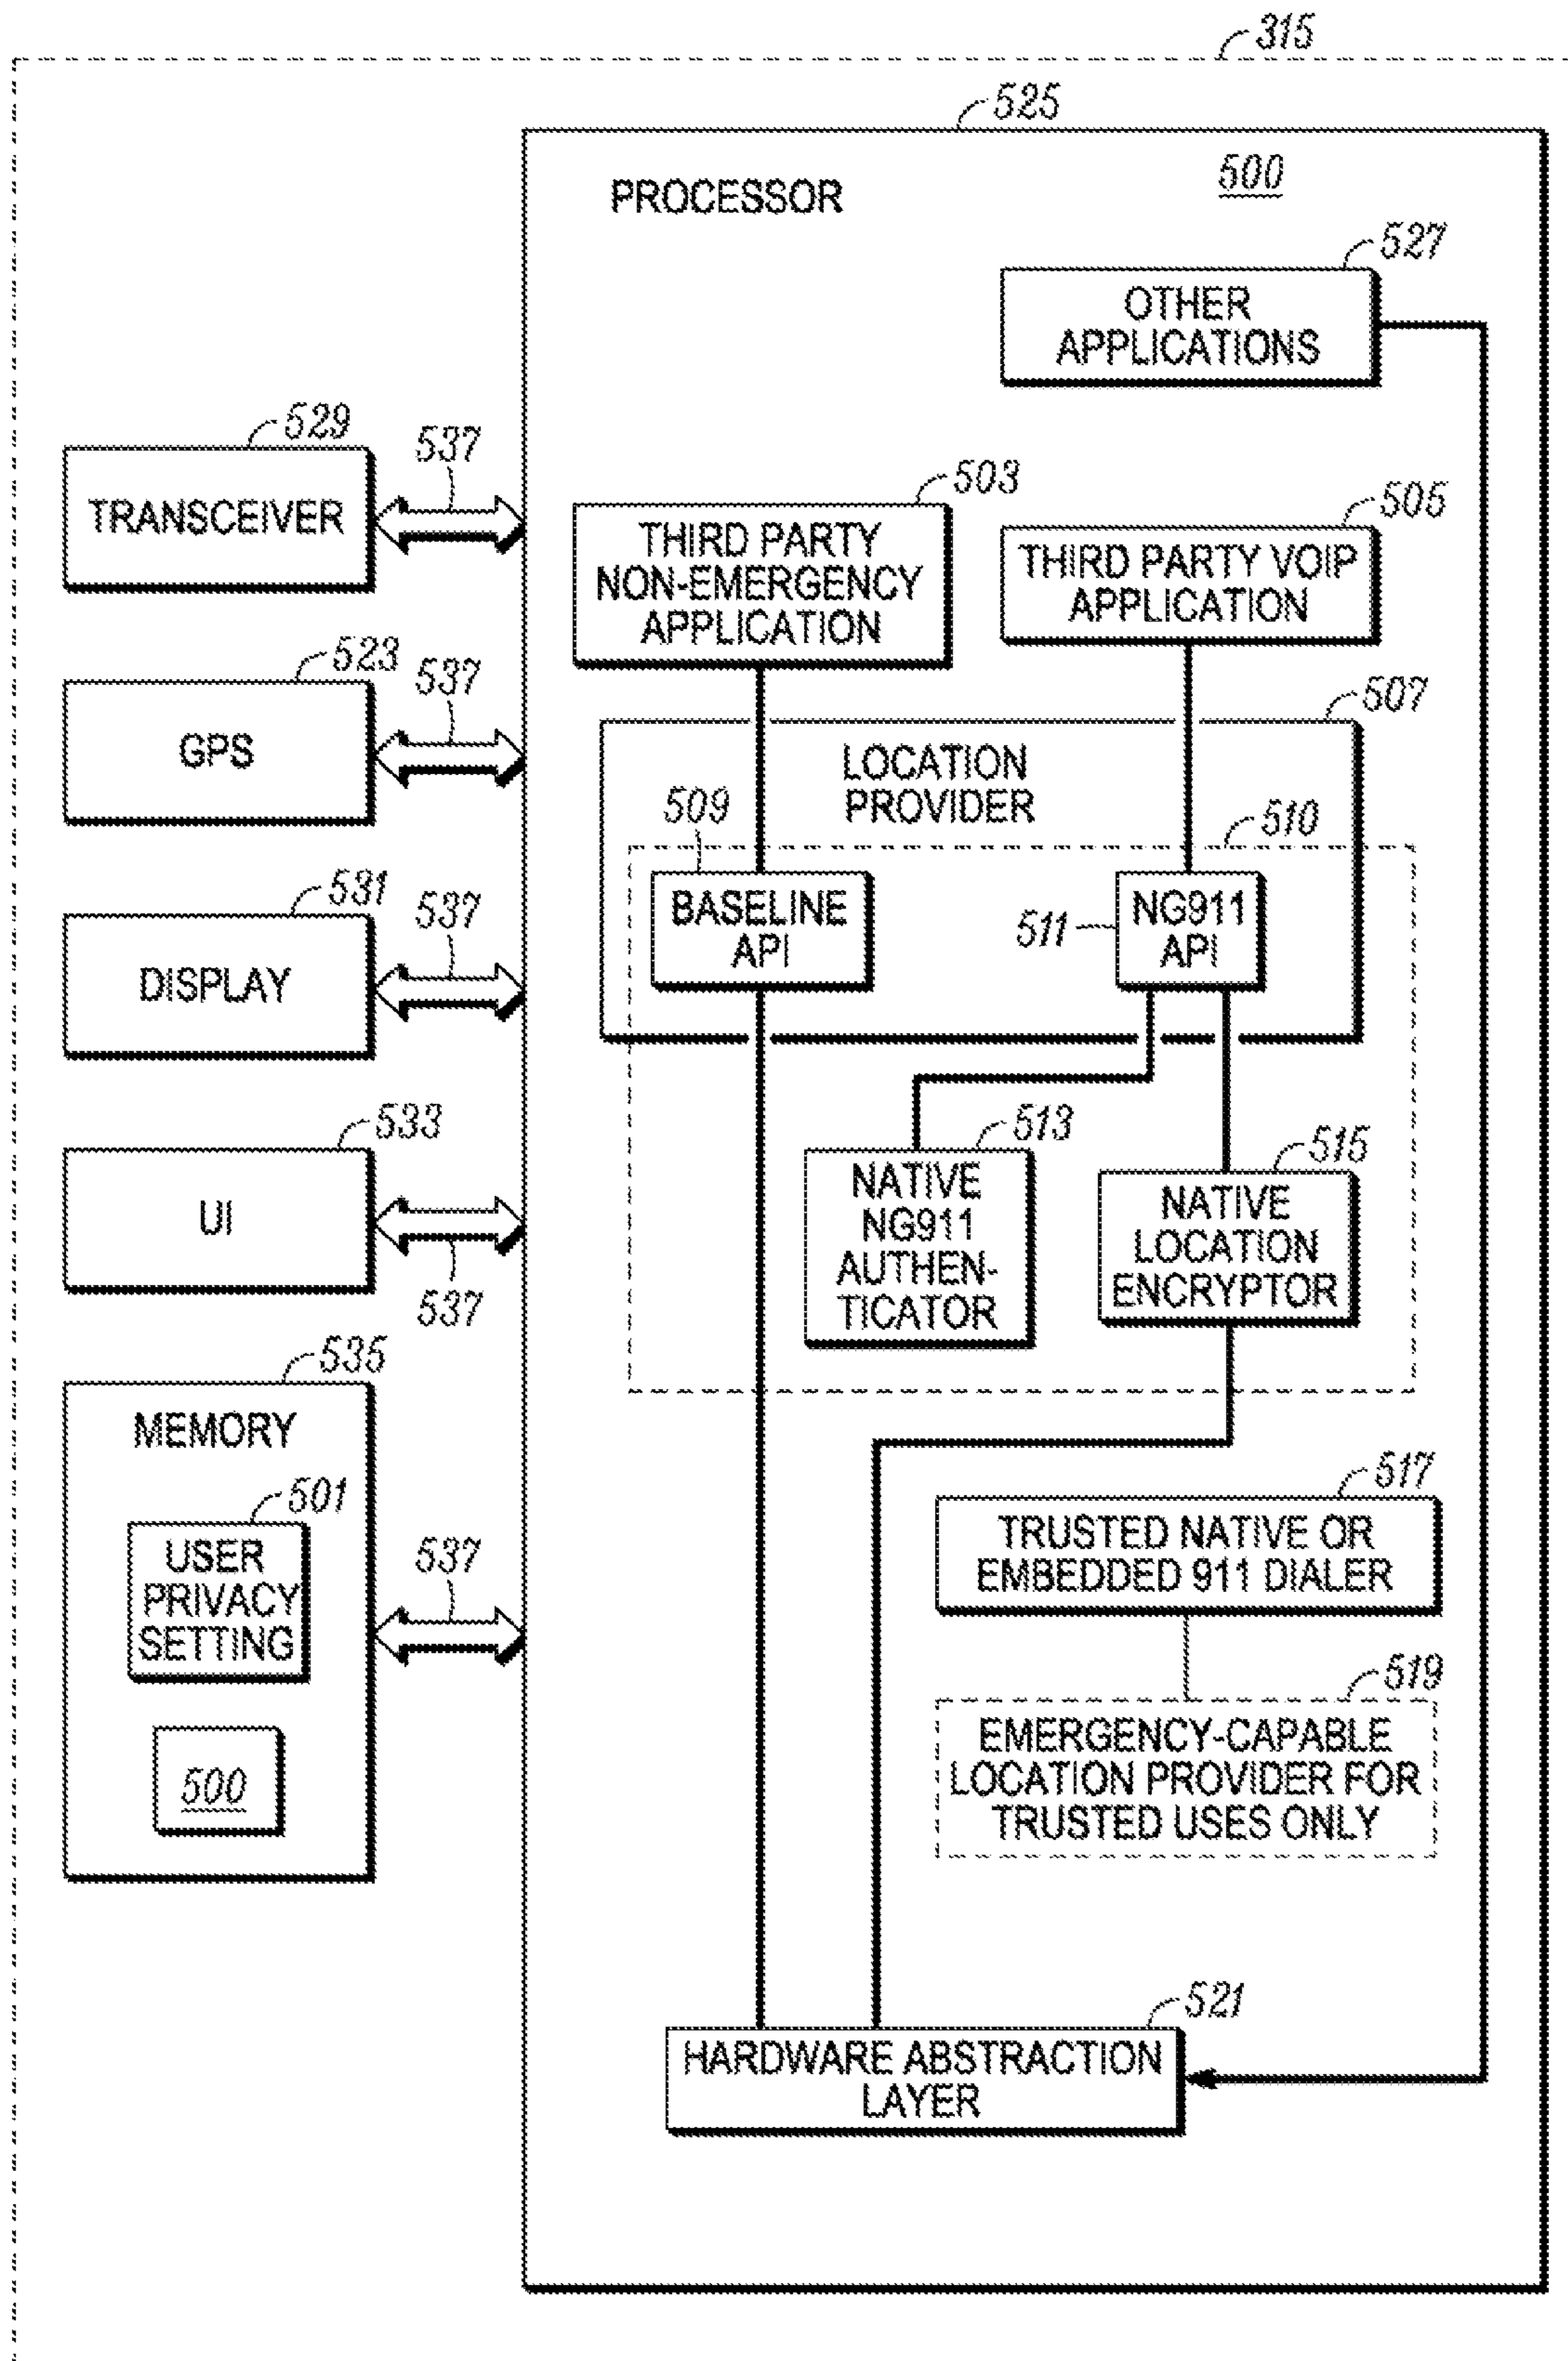 315
525
PROCESSOR
500
527
OTHER
APPLICATIONS
529
TRANSCEIVER
537
503
THIRD PARTY
NON-EMERGENCY
APPLICATION
505
THIRD PARTY VOIP
APPLICATION
523
GPS
537
507
LOCATION
PROVIDER
509
BASELINE
API
510
511
NG911
API
531
DISPLAY
537
533
UI
537
513
NATIVE
NG911
AUTHEN-
TICATOR
515
NATIVE
LOCATION
ENCRYPTOR
535
MEMORY
501
USER
PRIVACY
SETTING
500
537
517
TRUSTED NATIVE OR
EMBEDDED 911 DIALER
519
EMERGENCY-CAPABLE
LOCATION PROVIDER FOR
TRUSTED USES ONLY
521
HARDWARE ABSTRACTION
LAYER